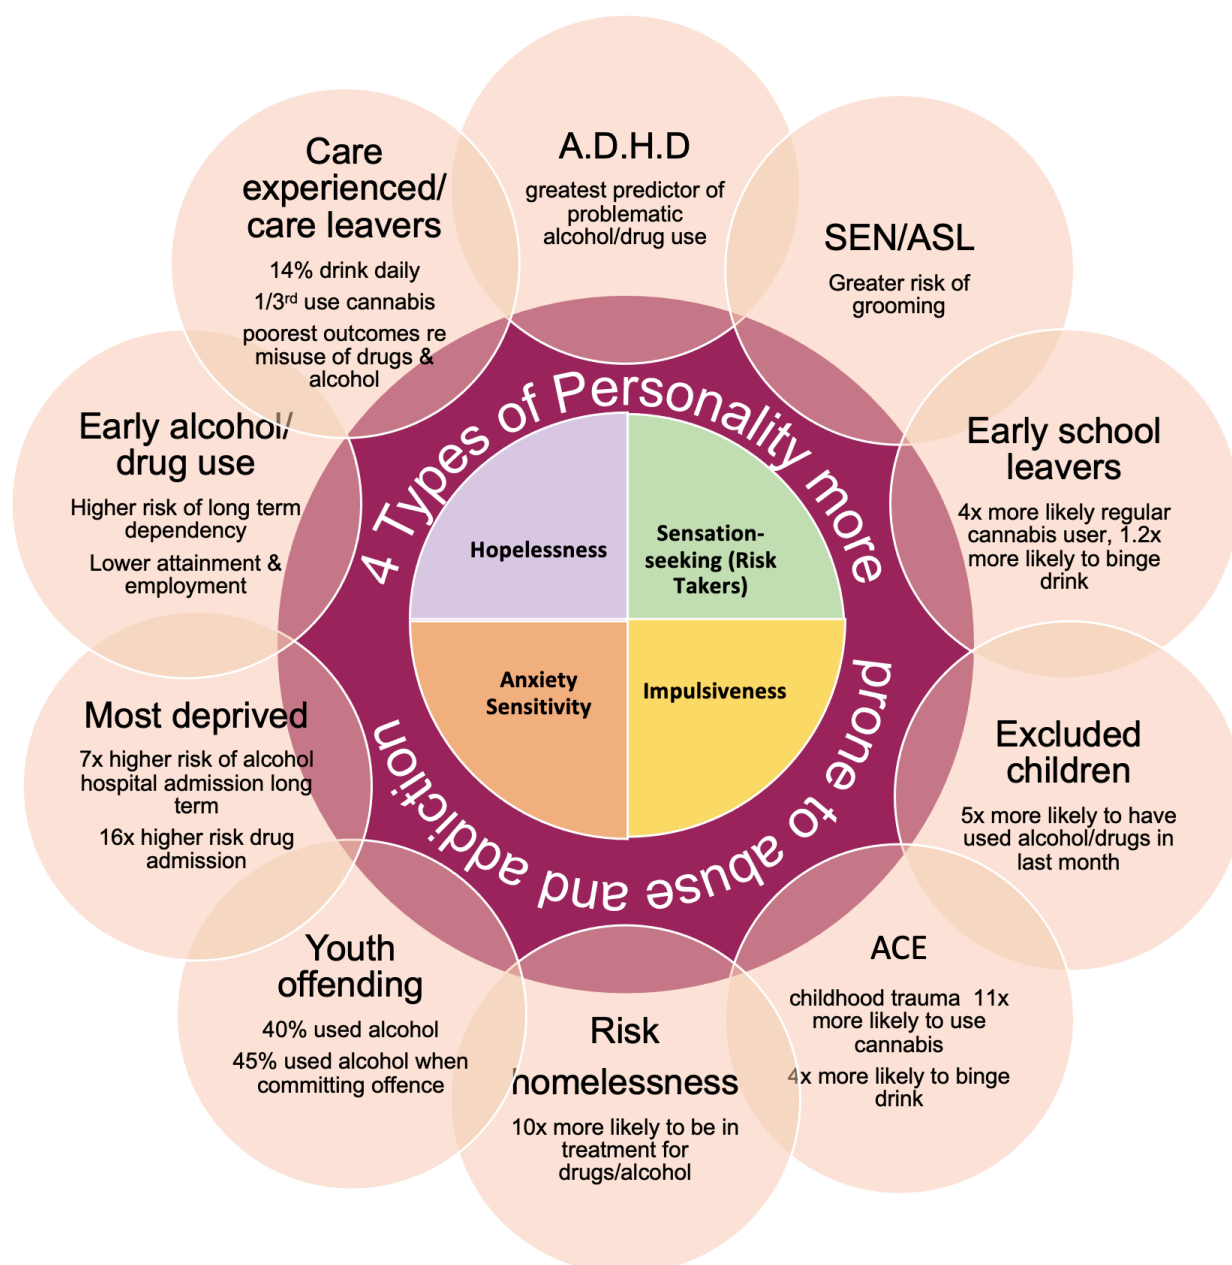 A.D.H.D
greatest predictor of
problematic
alcohol/drug use
SEN/ASL
Greater risk of
grooming
Early school
leavers
4x more likely regular
cannabis user, 1.2x
more likely to binge
drink
Excluded
children
5x more likely to have
used alcohol/drugs in
last month
ACE
childhood trauma 11x
more likely to use
cannabis
4x more likely to binge
drink
Risk
homelessness
10x more likely to be in
treatment for
drugs/alcohol
Youth
offending
40% used alcohol
45% used alcohol when
committing offence
Most deprived
7x higher risk of alcohol
hospital admission long
term
16x higher risk drug
admission
Early alcohol/
drug use
Higher risk of long term
dependency
Lower attainment &
employment
Care
experienced/
care leavers
14% drink daily
1/3rd use cannabis
poorest outcomes re
misuse of drugs &
alcohol
4 Types of Personality more
prone to abuse and addiction
Hopelessness
Sensation-
seeking (Risk
Takers)
Anxiety
Sensitivity
Impulsiveness